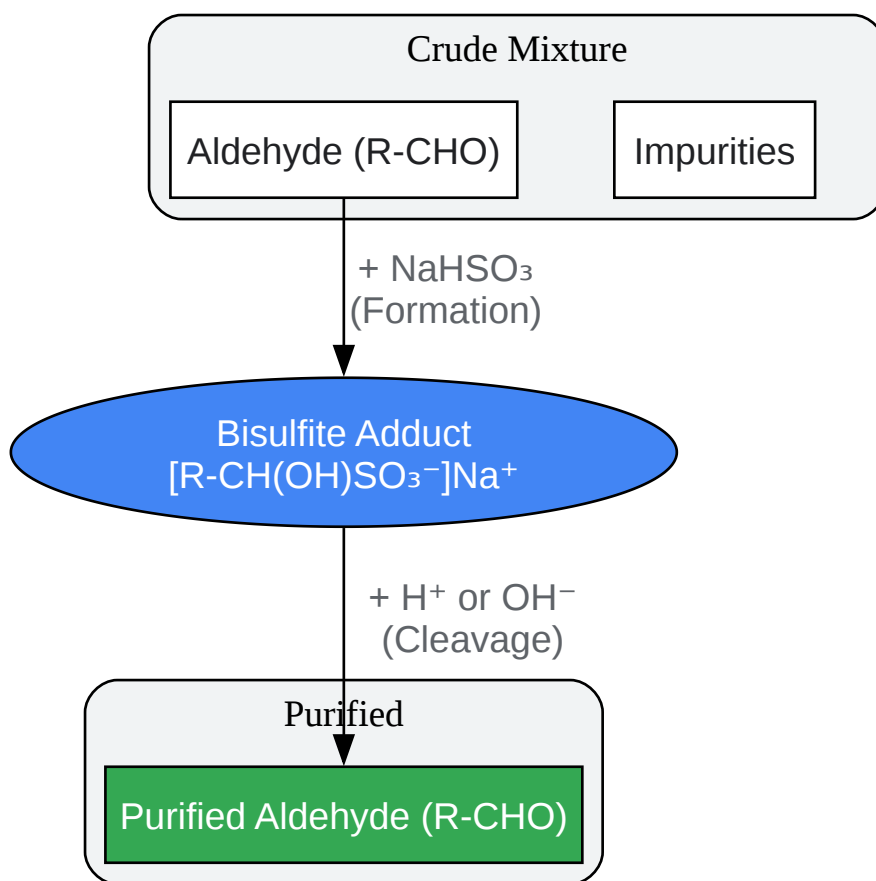 Crude Mixture
Aldehyde (R-CHO)
Impurities
+ NaHSO₃
(Formation)
Bisulfite Adduct
[R-CH(OH)SO₃⁻]Na⁺
+ H⁺ or OH⁻
(Cleavage)
Purified
Purified Aldehyde (R-CHO)